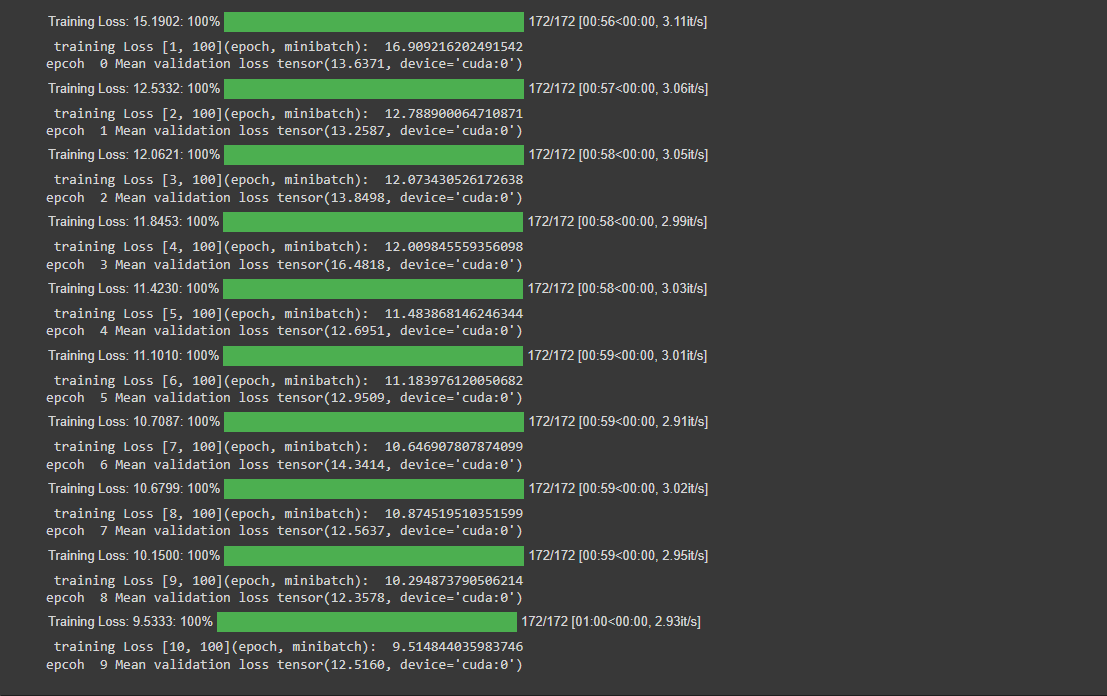 Training Loss: 15.1902: 100% 172/172 [00:56<00:00, 3.11it/s]
training Loss [1, 100](epoch, minibatch): 16.909216202491542
epcoh 0 Mean validation loss tensor(13.6371, device='cuda:0')
Training Loss: 12.5332: 100% 172/172 [00:57<00:00, 3.06it/s]
training Loss [2, 100](epoch, minibatch): 12.788900064710871
epcoh 1 Mean validation loss tensor(13.2587, device='cuda:0')
Training Loss: 12.0621: 100% 172/172 [00:58<00:00, 3.05it/s]
training Loss [3, 100](epoch, minibatch): 12.073430526172638
epcoh 2 Mean validation loss tensor(13.8498, device='cuda:0')
Training Loss: 11.8453: 100% 172/172 [00:58<00:00, 2.99it/s]
training Loss [4, 100](epoch, minibatch): 12.009845559356098
epcoh 3 Mean validation loss tensor(16.4818, device='cuda:0')
Training Loss: 11.4230: 100% 172/172 [00:58<00:00, 3.03it/s]
training Loss [5, 100](epoch, minibatch): 11.483868146246344
epcoh 4 Mean validation loss tensor(12.6951, device='cuda:0')
Training Loss: 11.1010: 100% 172/172 [00:59<00:00, 3.01it/s]
training Loss [6, 100](epoch, minibatch): 11.183976120050682
epcoh 5 Mean validation loss tensor(12.9509, device='cuda:0')
Training Loss: 10.7087: 100% 172/172 [00:59<00:00, 2.91it/s]
training Loss [7, 100](epoch, minibatch): 10.646907807874099
epcoh 6 Mean validation loss tensor(14.3414, device='cuda:0')
Training Loss: 10.6799: 100% 172/172 [00:59<00:00, 3.02it/s]
training Loss [8, 100](epoch, minibatch): 10.874519510351599
epcoh 7 Mean validation loss tensor(12.5637, device='cuda:0')
Training Loss: 10.1500: 100% 172/172 [00:59<00:00, 2.95it/s]
training Loss [9, 100](epoch, minibatch): 10.294873790506214
epcoh 8 Mean validation loss tensor(12.3578, device='cuda:0')
Training Loss: 9.5333: 100% 172/172 [01:00<00:00, 2.93it/s]
training Loss [10, 100](epoch, minibatch): 9.514844035983746
epcoh 9 Mean validation loss tensor(12.5160, device='cuda:0')